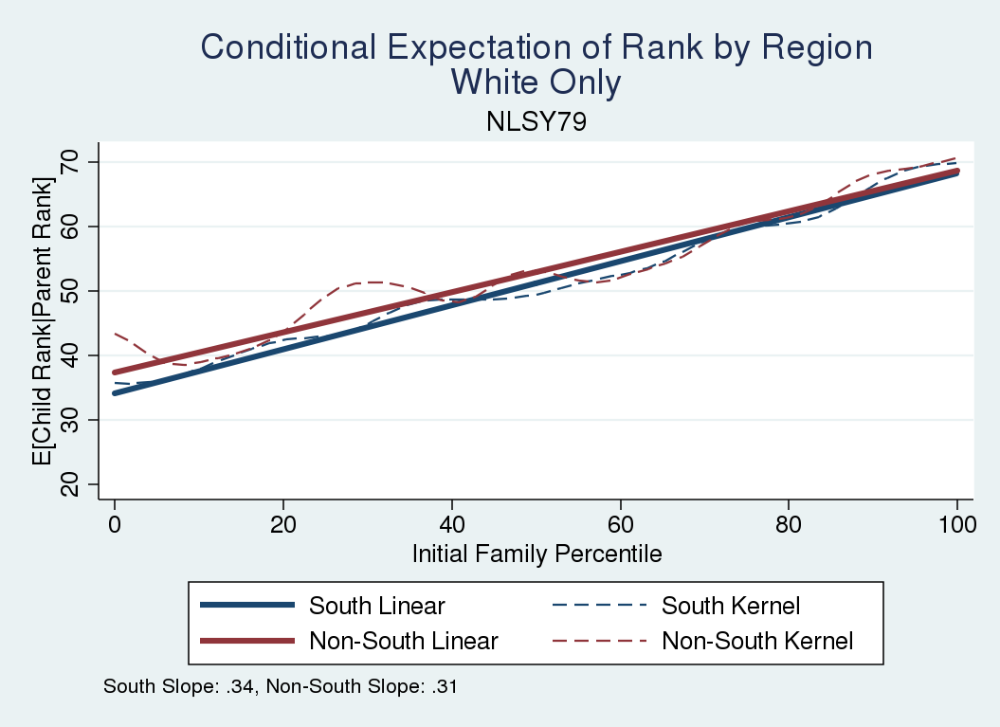 Conditional Expectation of Rank by Region
White Only
NLSY79
E[Child Rank|Parent Rank]
70
60
50
40
30
20
0 20 40 60 80 100
Initial Family Percentile
South Linear South Kernel
Non-South Linear Non-South Kernel
South Slope: .34, Non-South Slope: .31